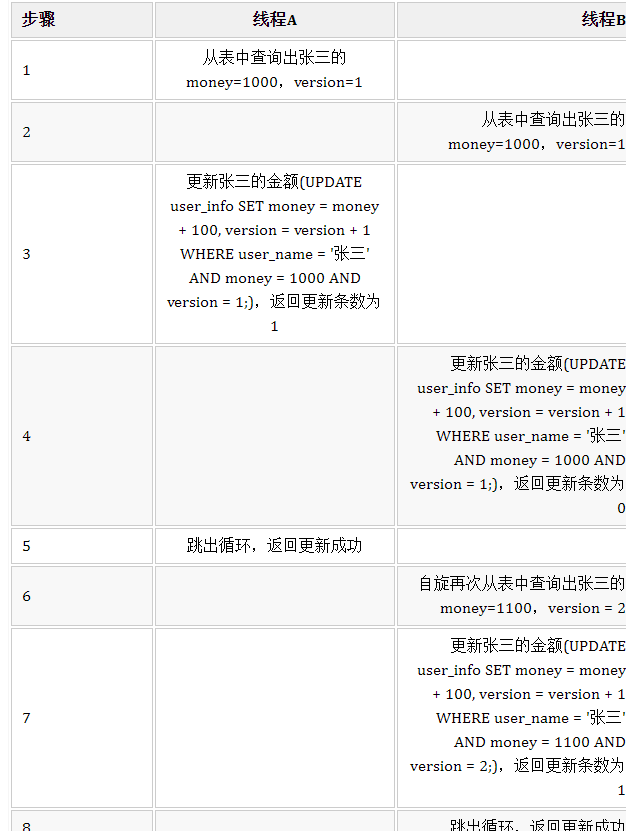 步骤 线程A 线程B
1
从表中查询出张三的
money=1000，version=1
2
从表中查询出张三的
money=1000，version=1
3
更新张三的金额(UPDATE
user_info SET money = money
+ 100, version = version + 1
WHERE user_name = '张三'
AND money = 1000 AND
version = 1;)，返回更新条数为
1
4
更新张三的金额(UPDATE
user_info SET money = money
+ 100, version = version + 1
WHERE user_name = '张三'
AND money = 1000 AND
version = 1;)，返回更新条数为
0
5
跳出循环，返回更新成功
6
自旋再次从表中查询出张三的
money=1100，version = 2
7
更新张三的金额(UPDATE
user_info SET money = money
+ 100, version = version + 1
WHERE user_name = '张三'
AND money = 1100 AND
version = 2;)，返回更新条数为
1
8
跳出循环，返回更新成功